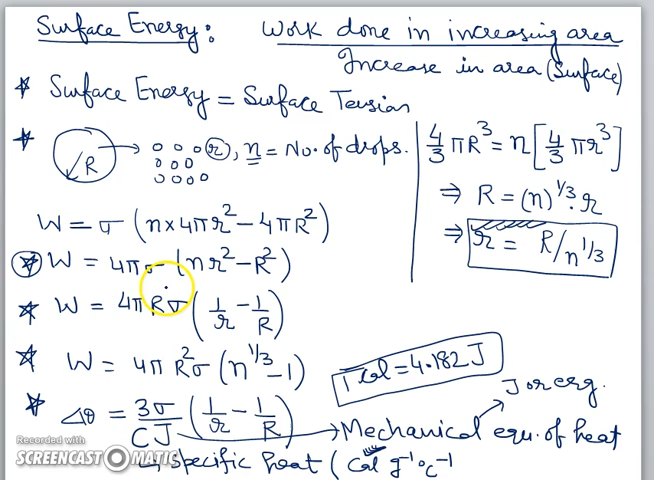 Surface Energy: Work done in increasing area
Increase in area (Surface)
* Surface Energy = Surface Tension
* R → r, n = No. of drops.
4/3 πR³ = n[4/3 πr³]
⇒ R = (n)^1/3 . r
⇒ r = R/n^1/3
W = σ (n×4πr² − 4πR²)
* W = 4πσ (nr² − R²)
* W = 4πRσ (1/r − 1/R)
* W = 4πR²σ (n^1/3 − 1)
1 Cal = 4.182 J
* Δθ = 3σ/CJ (1/r − 1/R)
J or erg.
→ Mechanical equ. of heat
→ Specific heat (Cal g⁻¹ °c⁻¹
Recorded with
SCREENCAST-O-MATIC